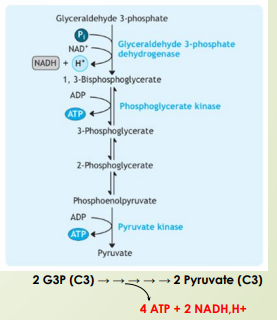 Glyceraldehyde 3-phosphate
Pi
NAD+
Glyceraldehyde 3-phosphate
dehydrogenase
NADH + H+
1, 3-Bisphosphoglycerate
ADP
Phosphoglycerate kinase
ATP
3-Phosphoglycerate
2-Phosphoglycerate
Phosphoenolpyruvate
ADP
Pyruvate kinase
ATP
Pyruvate
2 G3P (C3) → → → → → 2 Pyruvate (C3)
4 ATP + 2 NADH,H+